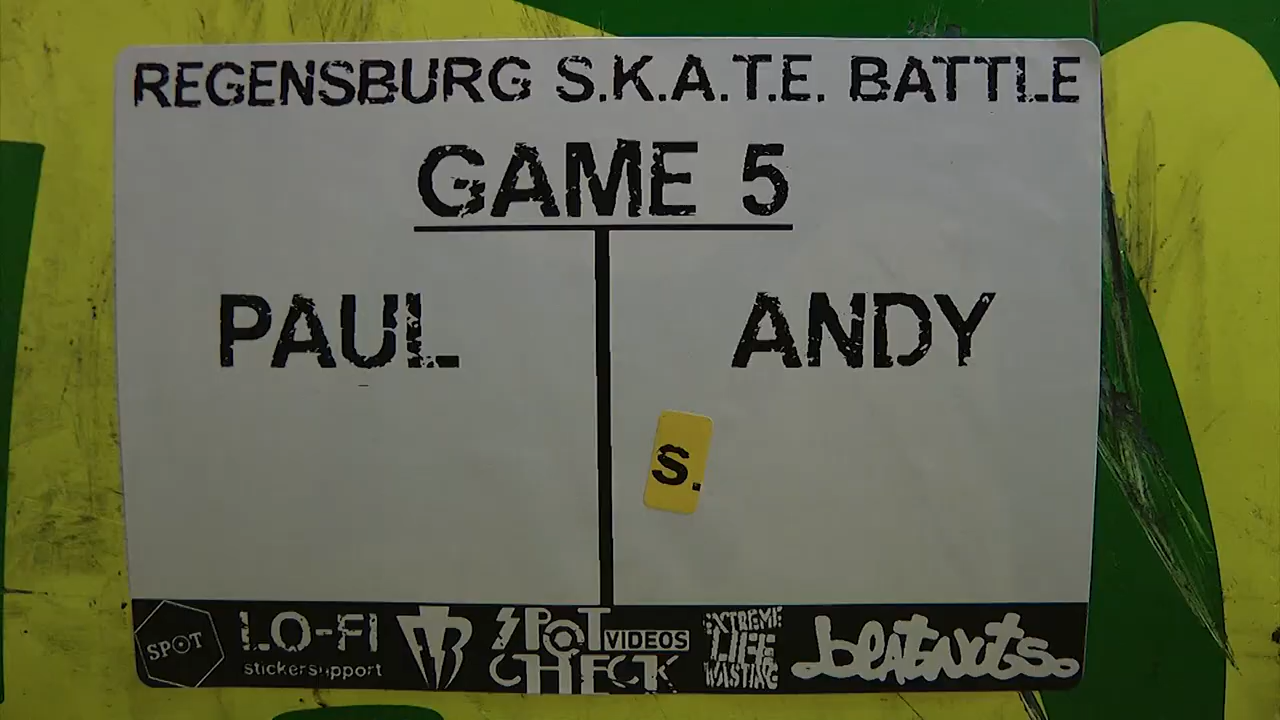 REGENSBURG S.K.A.T.E. BATTLE
GAME 5
PAUL
ANDY
S.
SPOT
LO-FI
stickersupport
SPOT
VIDEOS
CHECK
EXTREME
LIFE
WASTING
beatnuts.